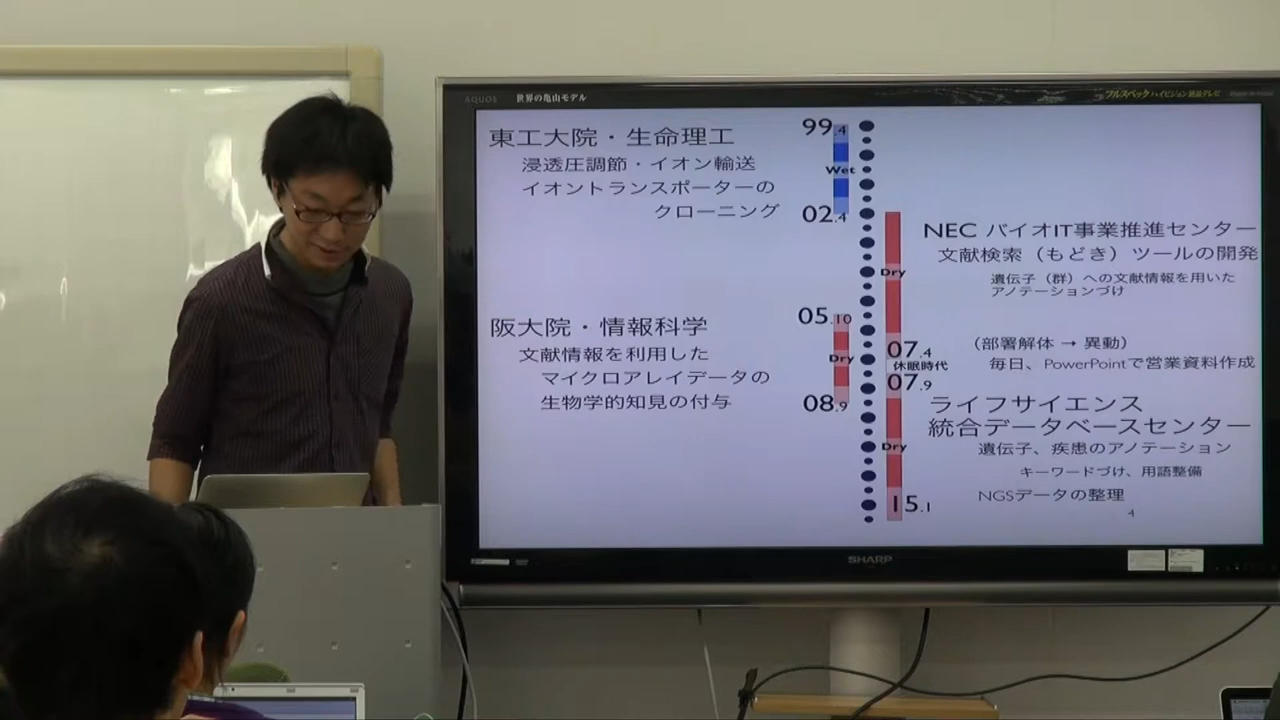 AQUOS 世界の亀山モデル
フルスペックハイビジョン液晶テレビ
東工大院・生命理工
浸透圧調節・イオン輸送
イオントランスポーターの
クローニング
99.4
Wet
02.4
NEC バイオIT事業推進センター
文献検索（もどき）ツールの開発
遺伝子（群）への文献情報を用いた
アノテーションづけ
Dry
阪大院・情報科学
文献情報を利用した
マイクロアレイデータの
生物学的知見の付与
05.10
Dry
08.9
07.4
休眠時代
07.9
（部署解体 → 異動）
毎日、PowerPointで営業資料作成
ライフサイエンス
統合データベースセンター
遺伝子、疾患のアノテーション
キーワードづけ、用語整備
NGSデータの整理
Dry
15.1
4
SHARP